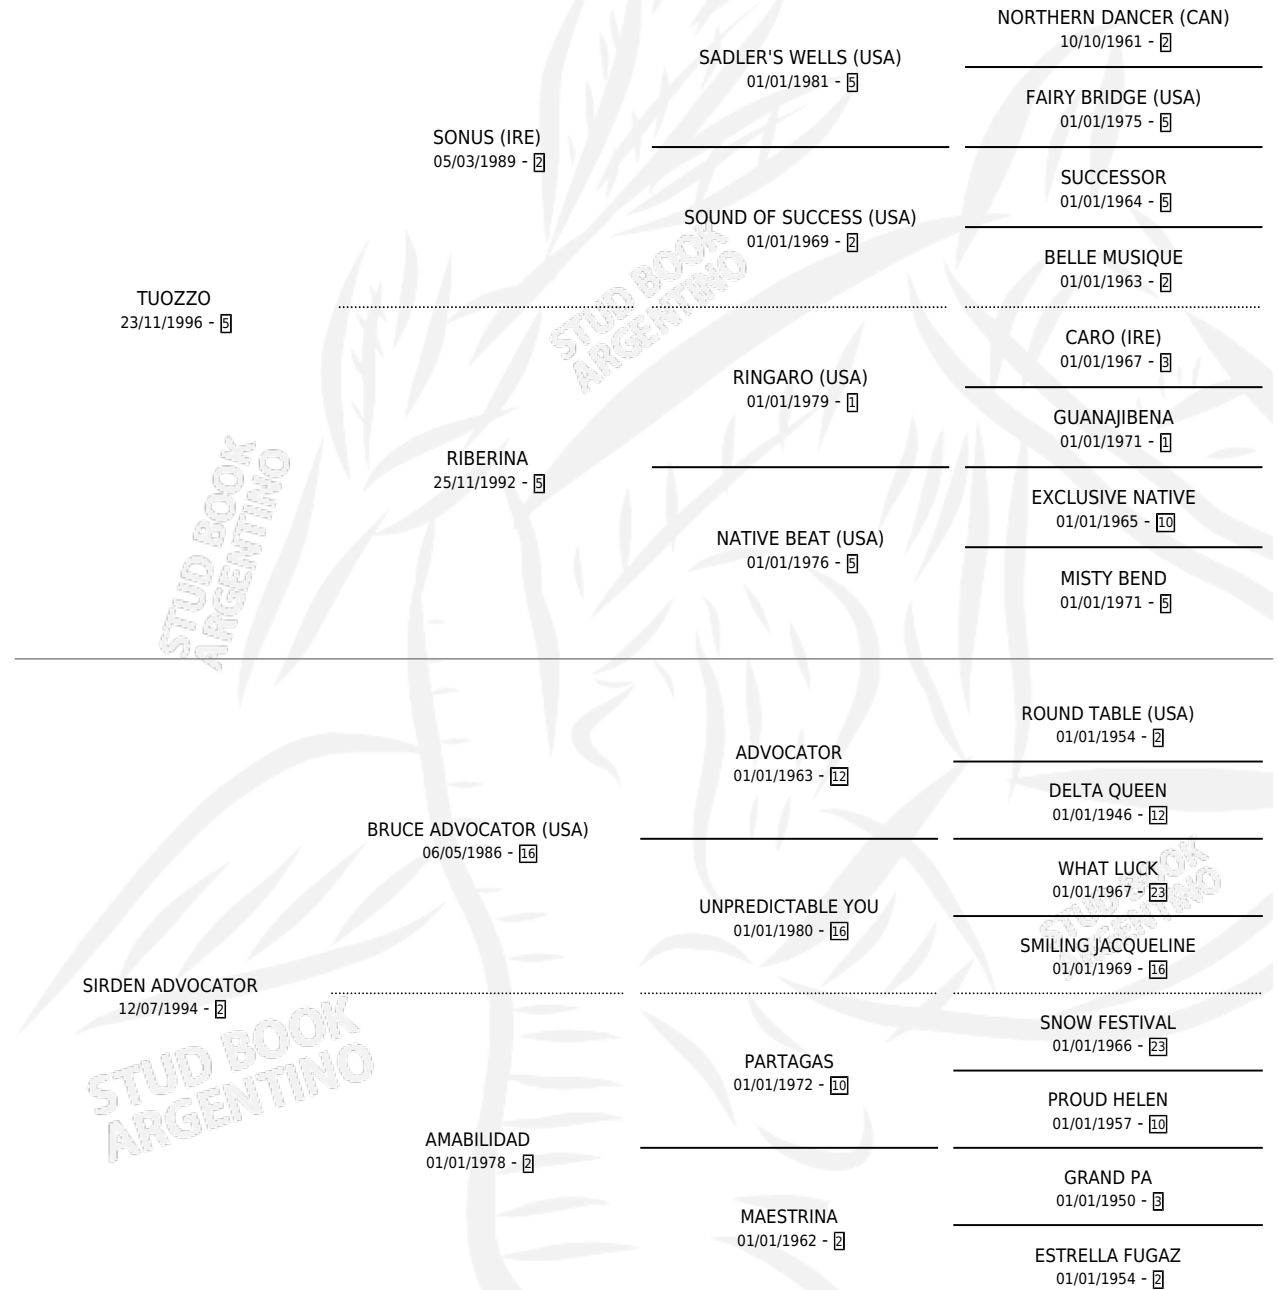 NORTHERN DANCER (CAN)
10/10/1961 - 2
SADLER'S WELLS (USA)
01/01/1981 - 5
FAIRY BRIDGE (USA)
01/01/1975 - 5
SONUS (IRE)
05/03/1989 - 2
SUCCESSOR
01/01/1964 - 5
SOUND OF SUCCESS (USA)
01/01/1969 - 2
BELLE MUSIQUE
01/01/1963 - 2
TUOZZO
23/11/1996 - 5
CARO (IRE)
01/01/1967 - 3
RINGARO (USA)
01/01/1979 - 1
GUANAJIBENA
01/01/1971 - 1
RIBERINA
25/11/1992 - 5
EXCLUSIVE NATIVE
01/01/1965 - 10
NATIVE BEAT (USA)
01/01/1976 - 5
MISTY BEND
01/01/1971 - 5
ROUND TABLE (USA)
01/01/1954 - 2
ADVOCATOR
01/01/1963 - 12
DELTA QUEEN
01/01/1946 - 12
BRUCE ADVOCATOR (USA)
06/05/1986 - 16
WHAT LUCK
01/01/1967 - 23
UNPREDICTABLE YOU
01/01/1980 - 16
SMILING JACQUELINE
01/01/1969 - 16
SIRDEN ADVOCATOR
12/07/1994 - 2
SNOW FESTIVAL
01/01/1966 - 23
PARTAGAS
01/01/1972 - 10
PROUD HELEN
01/01/1957 - 10
AMABILIDAD
01/01/1978 - 2
GRAND PA
01/01/1950 - 3
MAESTRINA
01/01/1962 - 2
ESTRELLA FUGAZ
01/01/1954 - 2
STUD BOOK
ARGENTINO
STUD BOOK
ARGENTINO
STUD BOOK
ARGENTINO
STUD BOOK
ARGENTINO